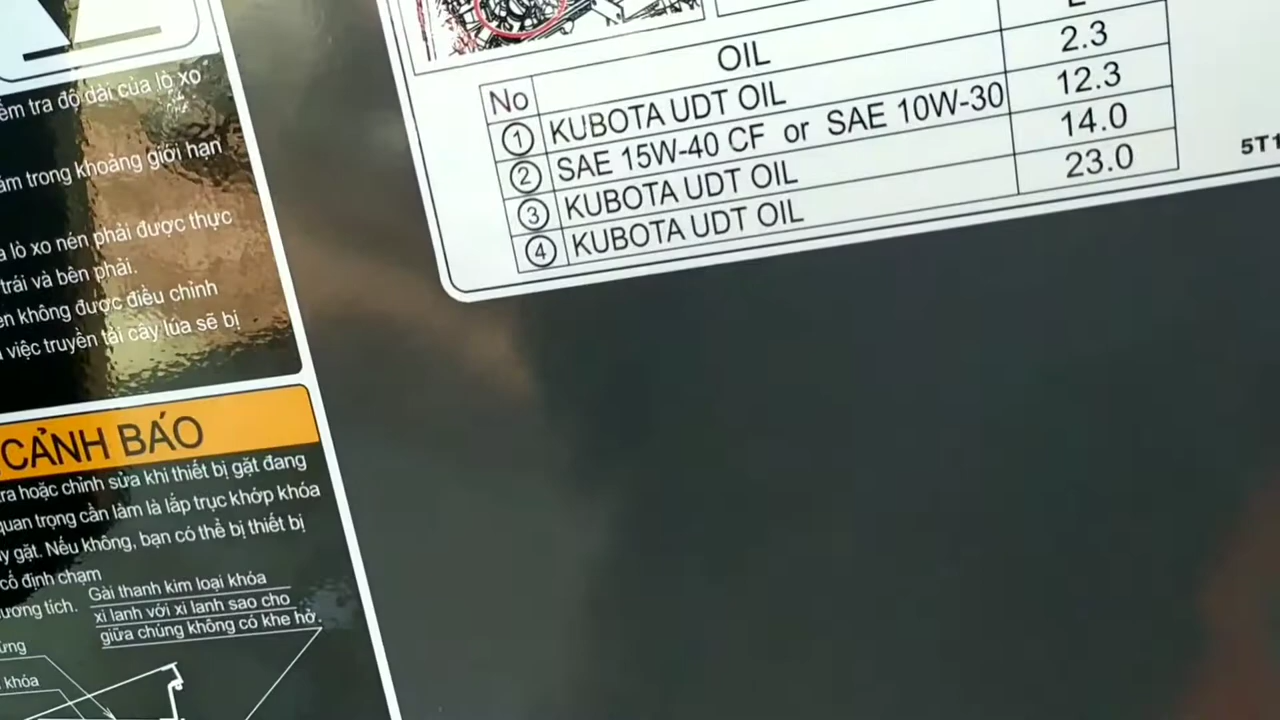 ểm tra độ dài của lò xo
ằm trong khoảng giới hạn
a lò xo nén phải được thực
trái và bên phải.
én không được điều chỉnh
việc truyền tải cây lúa sẽ bị
CẢNH BÁO
tra hoặc chỉnh sửa khi thiết bị gặt đang
quan trọng cần làm là lắp trục khớp khóa
y gặt. Nếu không, bạn có thể bị thiết bị
cố định chạm
ương tích.
Gài thanh kim loại khóa
xi lanh với xi lanh sao cho
giữa chúng không có khe hở.
khóa
No OIL L
① KUBOTA UDT OIL 2.3
② SAE 15W-40 CF or SAE 10W-30 12.3
③ KUBOTA UDT OIL 14.0
④ KUBOTA UDT OIL 23.0
5T1